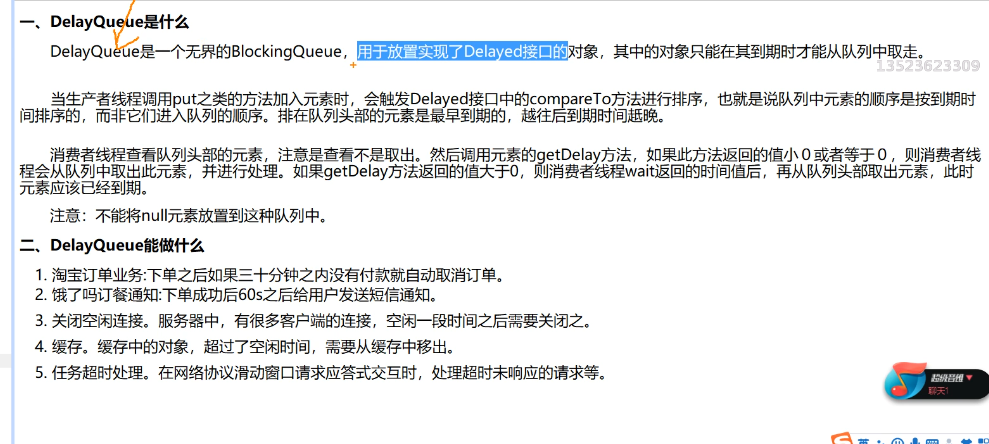 一、DelayQueue是什么
DelayQueue是一个无界的BlockingQueue，用于放置实现了Delayed接口的对象，其中的对象只能在其到期时才能从队列中取走。
13523623309
当生产者线程调用put之类的方法加入元素时，会触发Delayed接口中的compareTo方法进行排序，也就是说队列中元素的顺序是按到期时
间排序的，而非它们进入队列的顺序。排在队列头部的元素是最早到期的，越往后到期时间赿晚。
消费者线程查看队列头部的元素，注意是查看不是取出。然后调用元素的getDelay方法，如果此方法返回的值小０或者等于０，则消费者线
程会从队列中取出此元素，并进行处理。如果getDelay方法返回的值大于0，则消费者线程wait返回的时间值后，再从队列头部取出元素，此时
元素应该已经到期。
注意：不能将null元素放置到这种队列中。
二、DelayQueue能做什么
1. 淘宝订单业务:下单之后如果三十分钟之内没有付款就自动取消订单。
2. 饿了吗订餐通知:下单成功后60s之后给用户发送短信通知。
3. 关闭空闲连接。服务器中，有很多客户端的连接，空闲一段时间之后需要关闭之。
4. 缓存。缓存中的对象，超过了空闲时间，需要从缓存中移出。
5. 任务超时处理。在网络协议滑动窗口请求应答式交互时，处理超时未响应的请求等。
聊天!